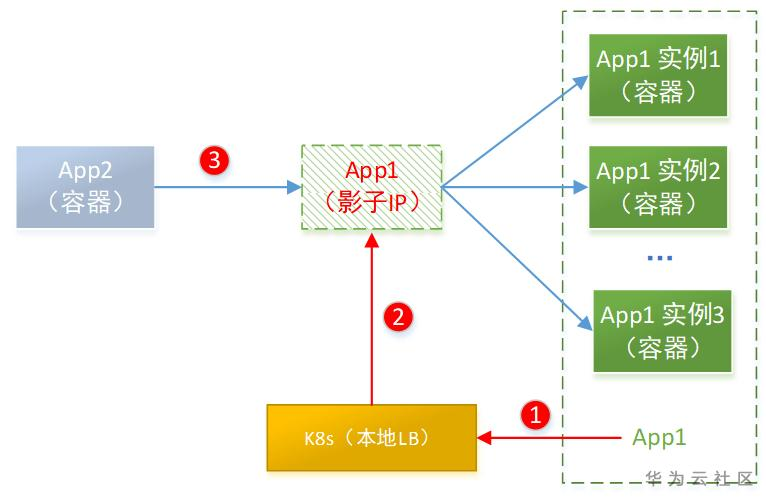 App1 实例1
（容器）
App2
（容器）
3
App1
（影子IP）
App1 实例2
（容器）
...
2
App1 实例3
（容器）
K8s（本地LB）
1
App1
华为云社区